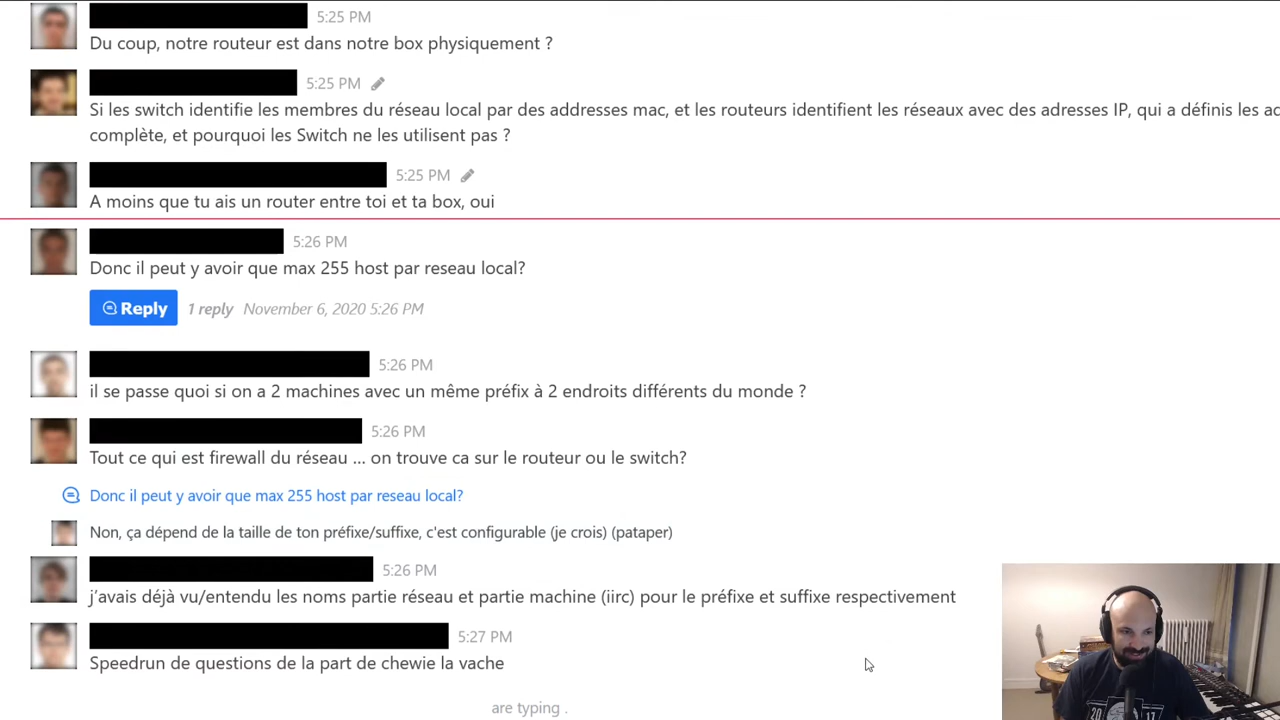 5:25 PM
Du coup, notre routeur est dans notre box physiquement ?
5:25 PM
Si les switch identifie les membres du réseau local par des addresses mac, et les routeurs identifient les réseaux avec des adresses IP, qui a définis les ad
complète, et pourquoi les Switch ne les utilisent pas ?
5:25 PM
A moins que tu ais un router entre toi et ta box, oui
5:26 PM
Donc il peut y avoir que max 255 host par reseau local?
Reply 1 reply November 6, 2020 5:26 PM
5:26 PM
il se passe quoi si on a 2 machines avec un même préfix à 2 endroits différents du monde ?
5:26 PM
Tout ce qui est firewall du réseau ... on trouve ca sur le routeur ou le switch?
Donc il peut y avoir que max 255 host par reseau local?
Non, ça dépend de la taille de ton préfixe/suffixe, c'est configurable (je crois) (pataper)
5:26 PM
j'avais déjà vu/entendu les noms partie réseau et partie machine (iirc) pour le préfixe et suffixe respectivement
5:27 PM
Speedrun de questions de la part de chewie la vache
are typing .
20 17